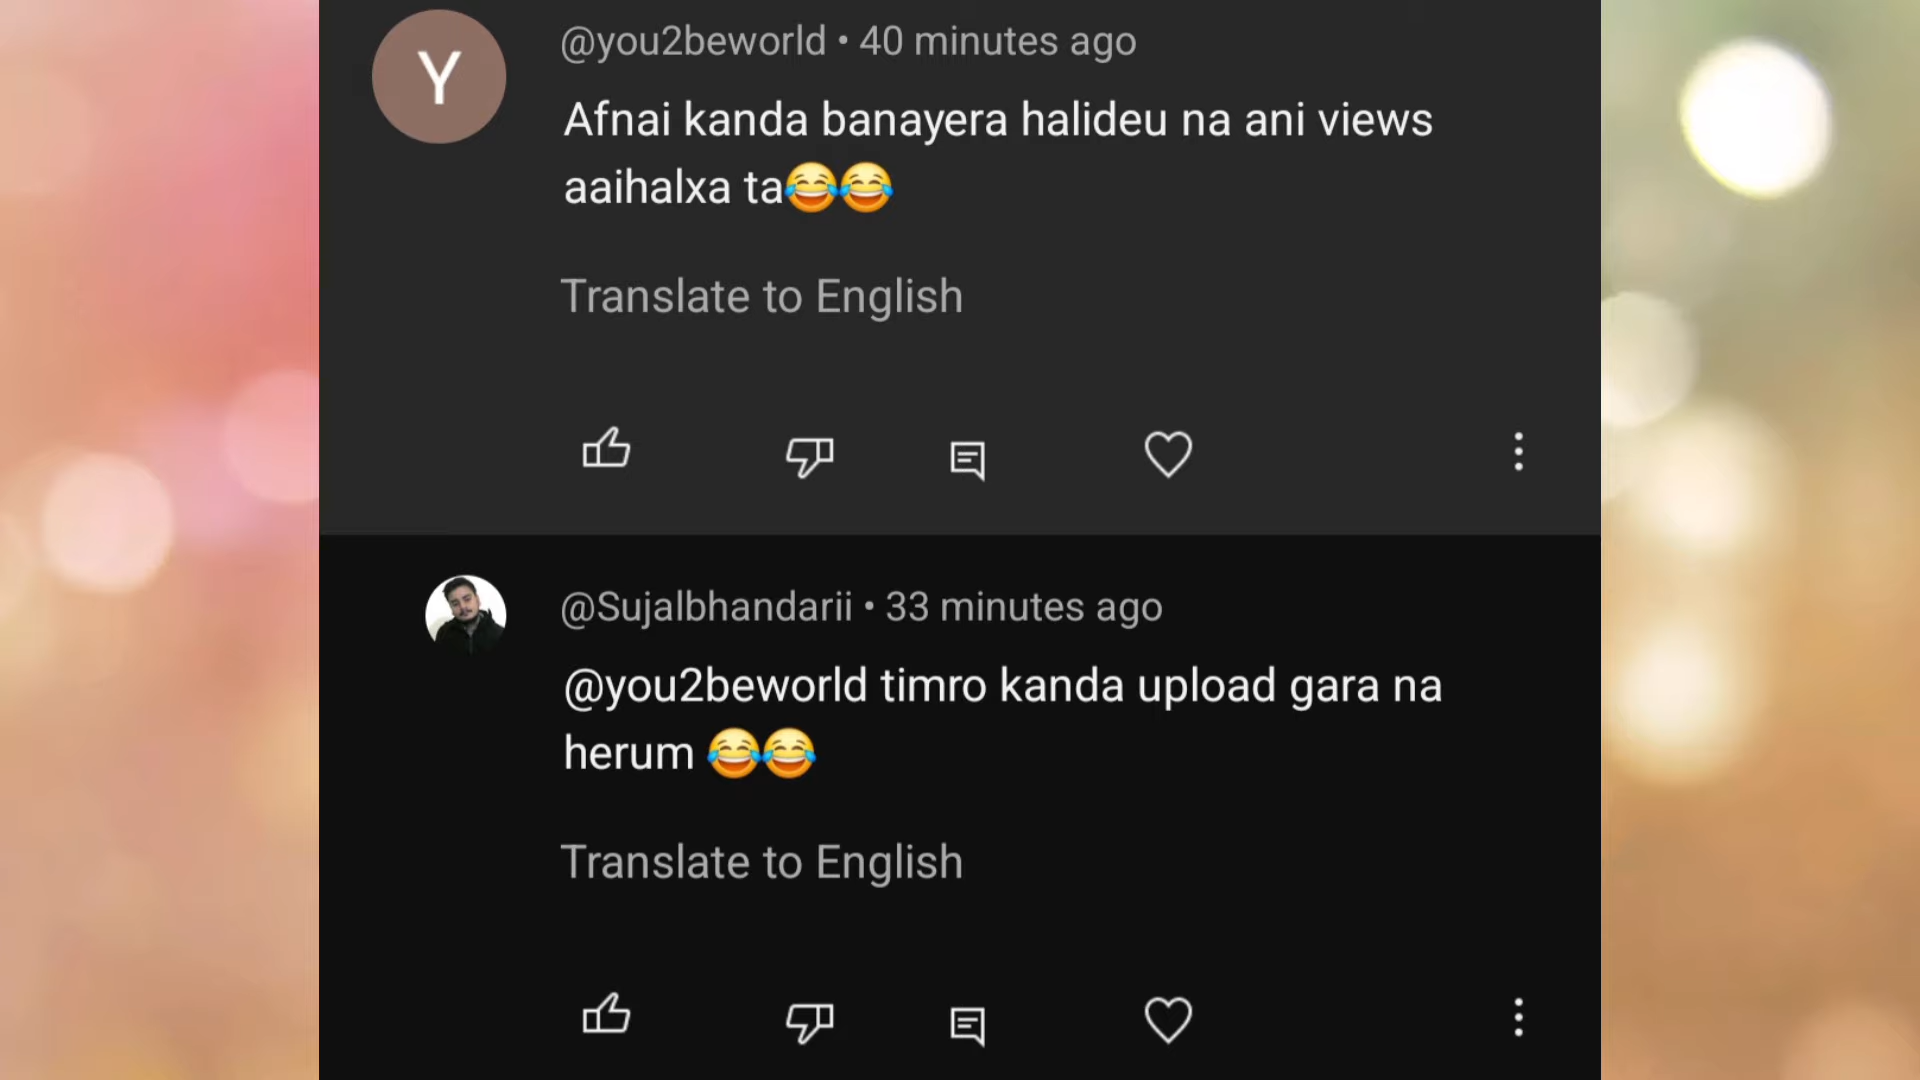 Y
@you2beworld • 40 minutes ago
Afnai kanda banayera halideu na ani views
aaihalxa ta😂😂
Translate to English
@Sujalbhandarii • 33 minutes ago
@you2beworld timro kanda upload gara na
herum 😂😂
Translate to English